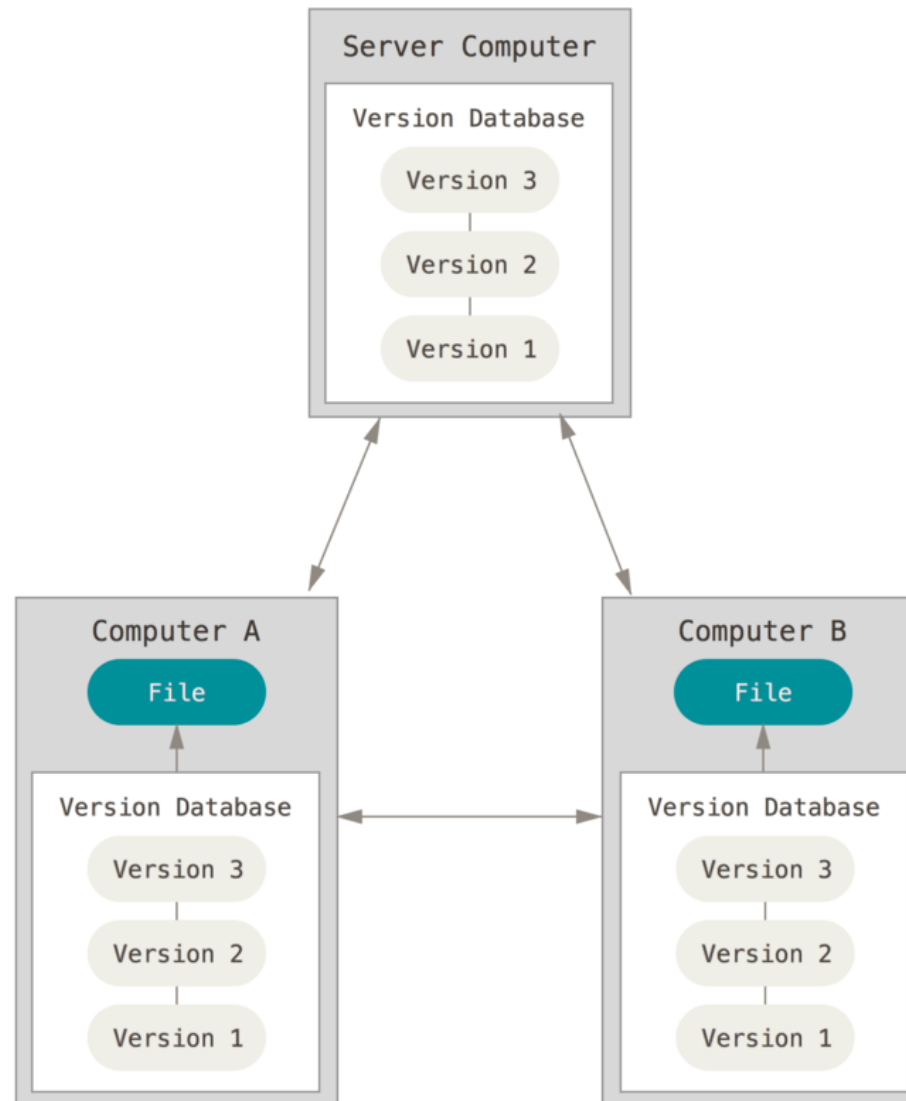 Server Computer
Version Database
Version 3
Version 2
Version 1
Computer A
File
Version Database
Version 3
Version 2
Version 1
Computer B
File
Version Database
Version 3
Version 2
Version 1